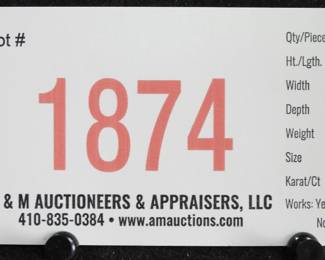 ot #
1874
& M AUCTIONEERS & APPRAISERS, LLC
410-835-0384 • www.amauctions.com
Qty/Piece
Ht./Lgth.
Width
Depth
Weight
Size
Karat/Ct
Works: Ye
No